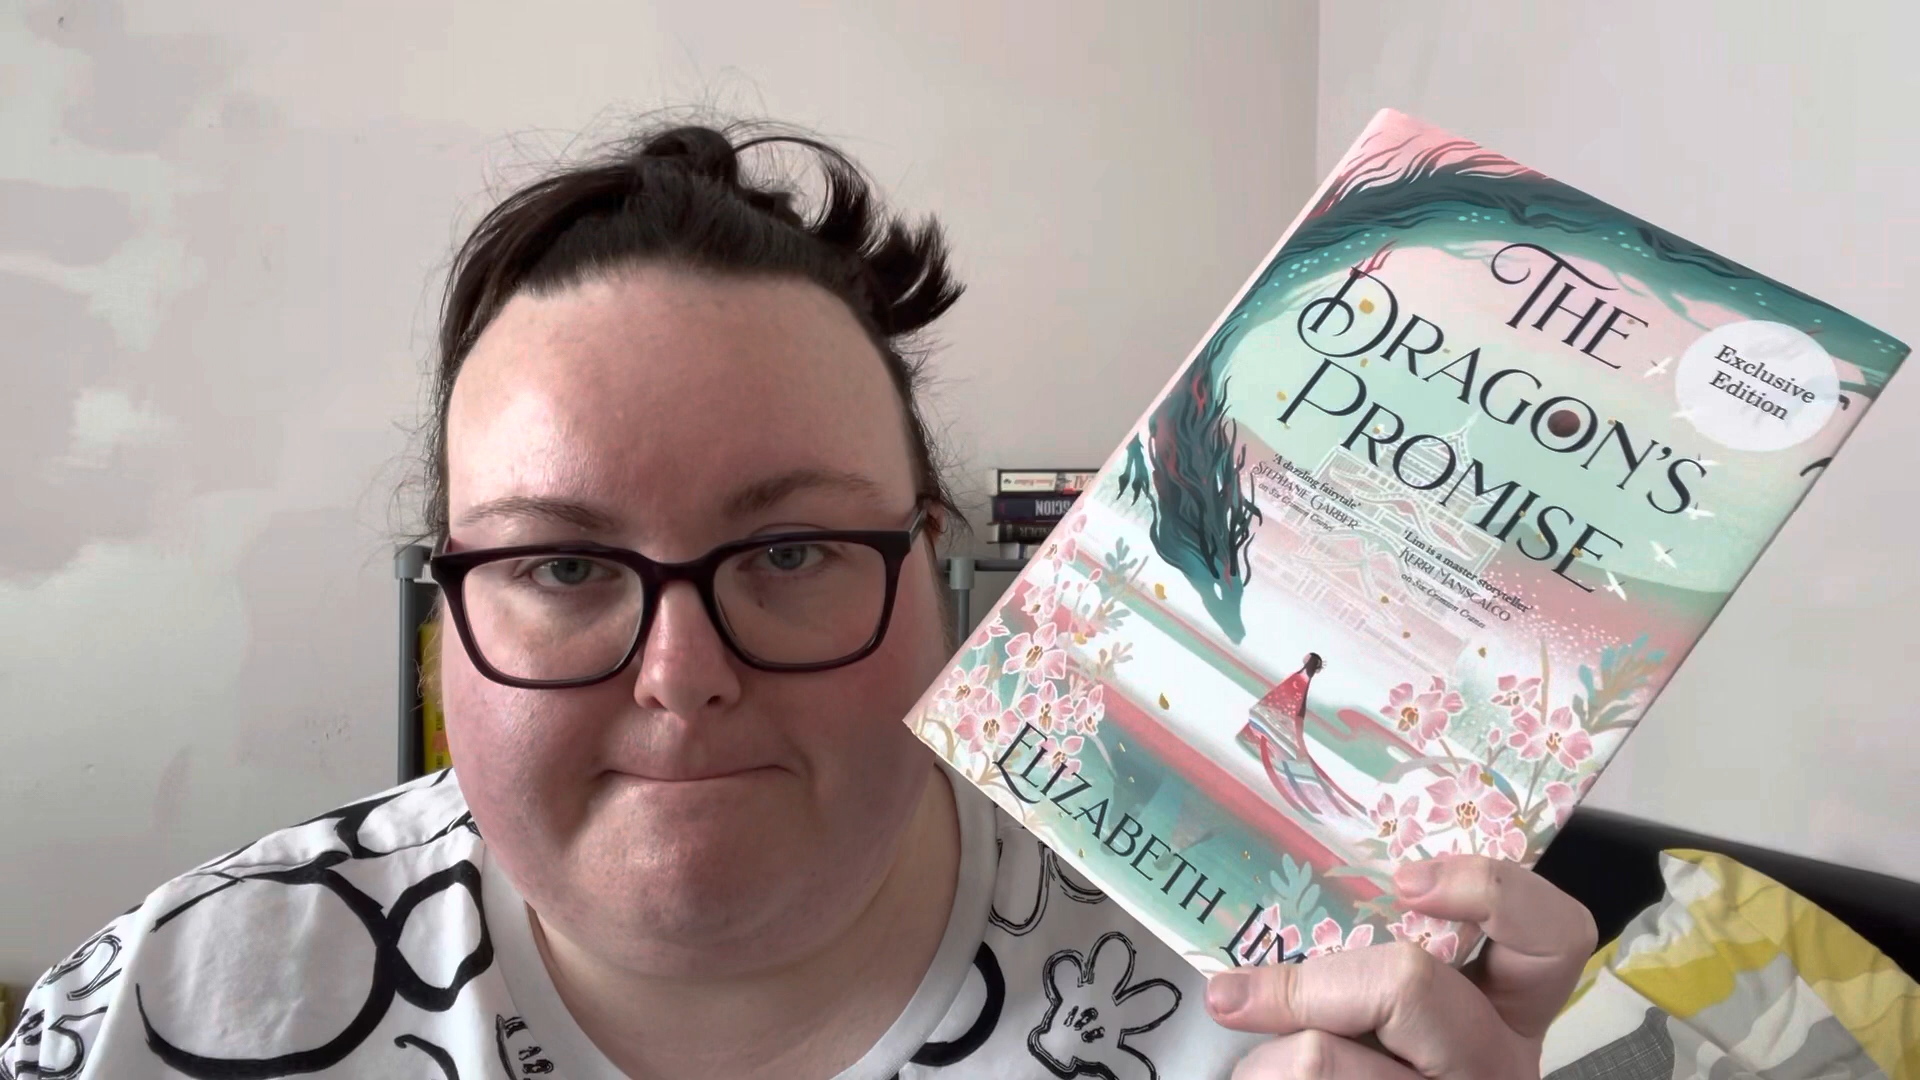 THE
DRAGON'S
PROMISE
Exclusive
Edition
'A dazzling fairytale'
STEPHANIE GARBER
on Six Crimson Cranes
'Lim is a master storyteller'
KERRI MANISCALCO
on Six Crimson Cranes
ELIZABETH LIM